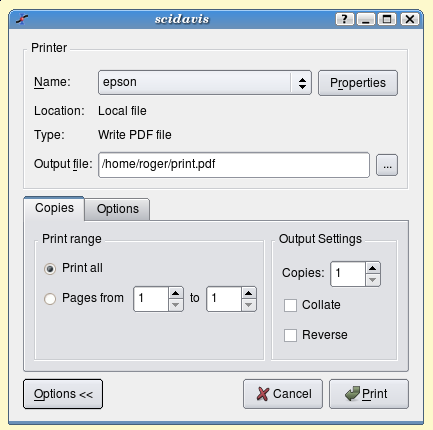 scidavis
Printer
Name: epson Properties
Location: Local file
Type: Write PDF file
Output file: /home/roger/print.pdf ...
Copies Options
Print range Output Settings
Print all Copies: 1
Pages from 1 to 1 Collate
Reverse
Options << Cancel Print